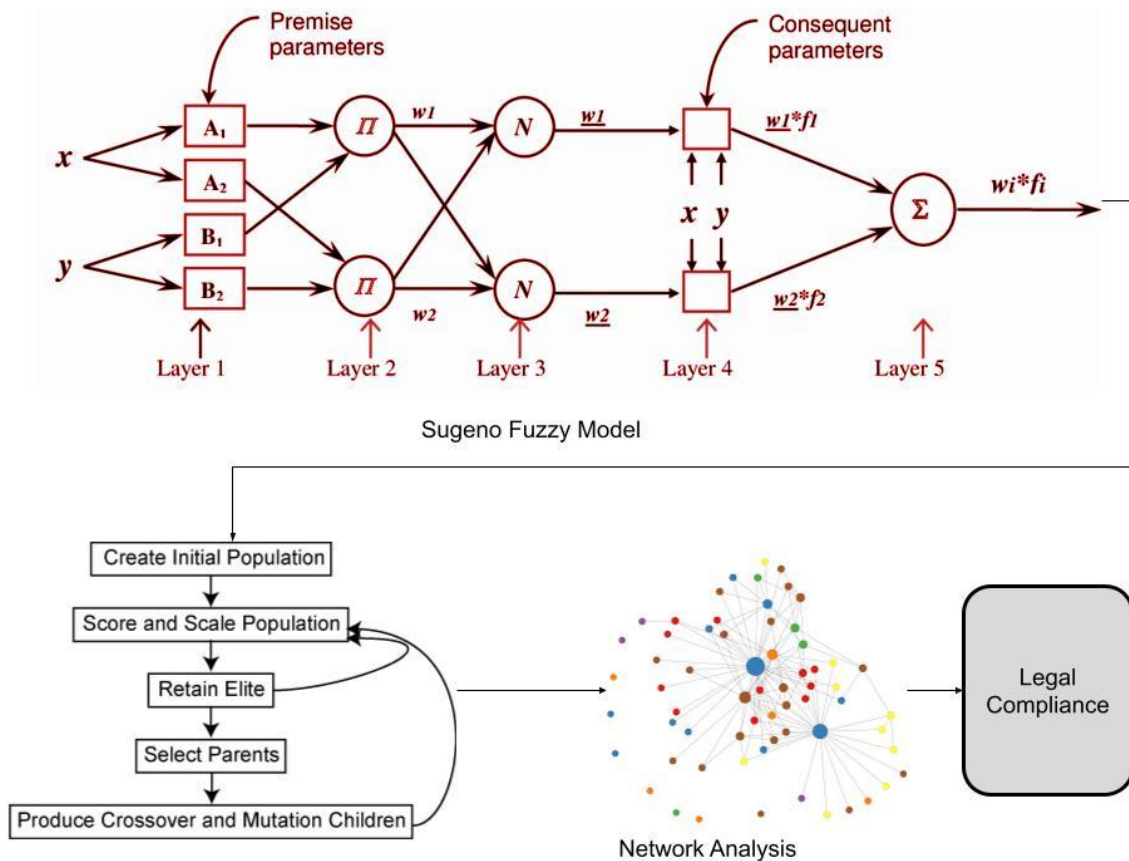 Premise
parameters
Consequent
parameters
x
y
A1
A2
B1
B2
Π
Π
w1
w2
N
N
w1
w2
x y
w1*f1
w2*f2
Σ
wi*fi
Layer 1
Layer 2
Layer 3
Layer 4
Layer 5
Sugeno Fuzzy Model
Create Initial Population
Score and Scale Population
Retain Elite
Select Parents
Produce Crossover and Mutation Children
Network Analysis
Legal
Compliance